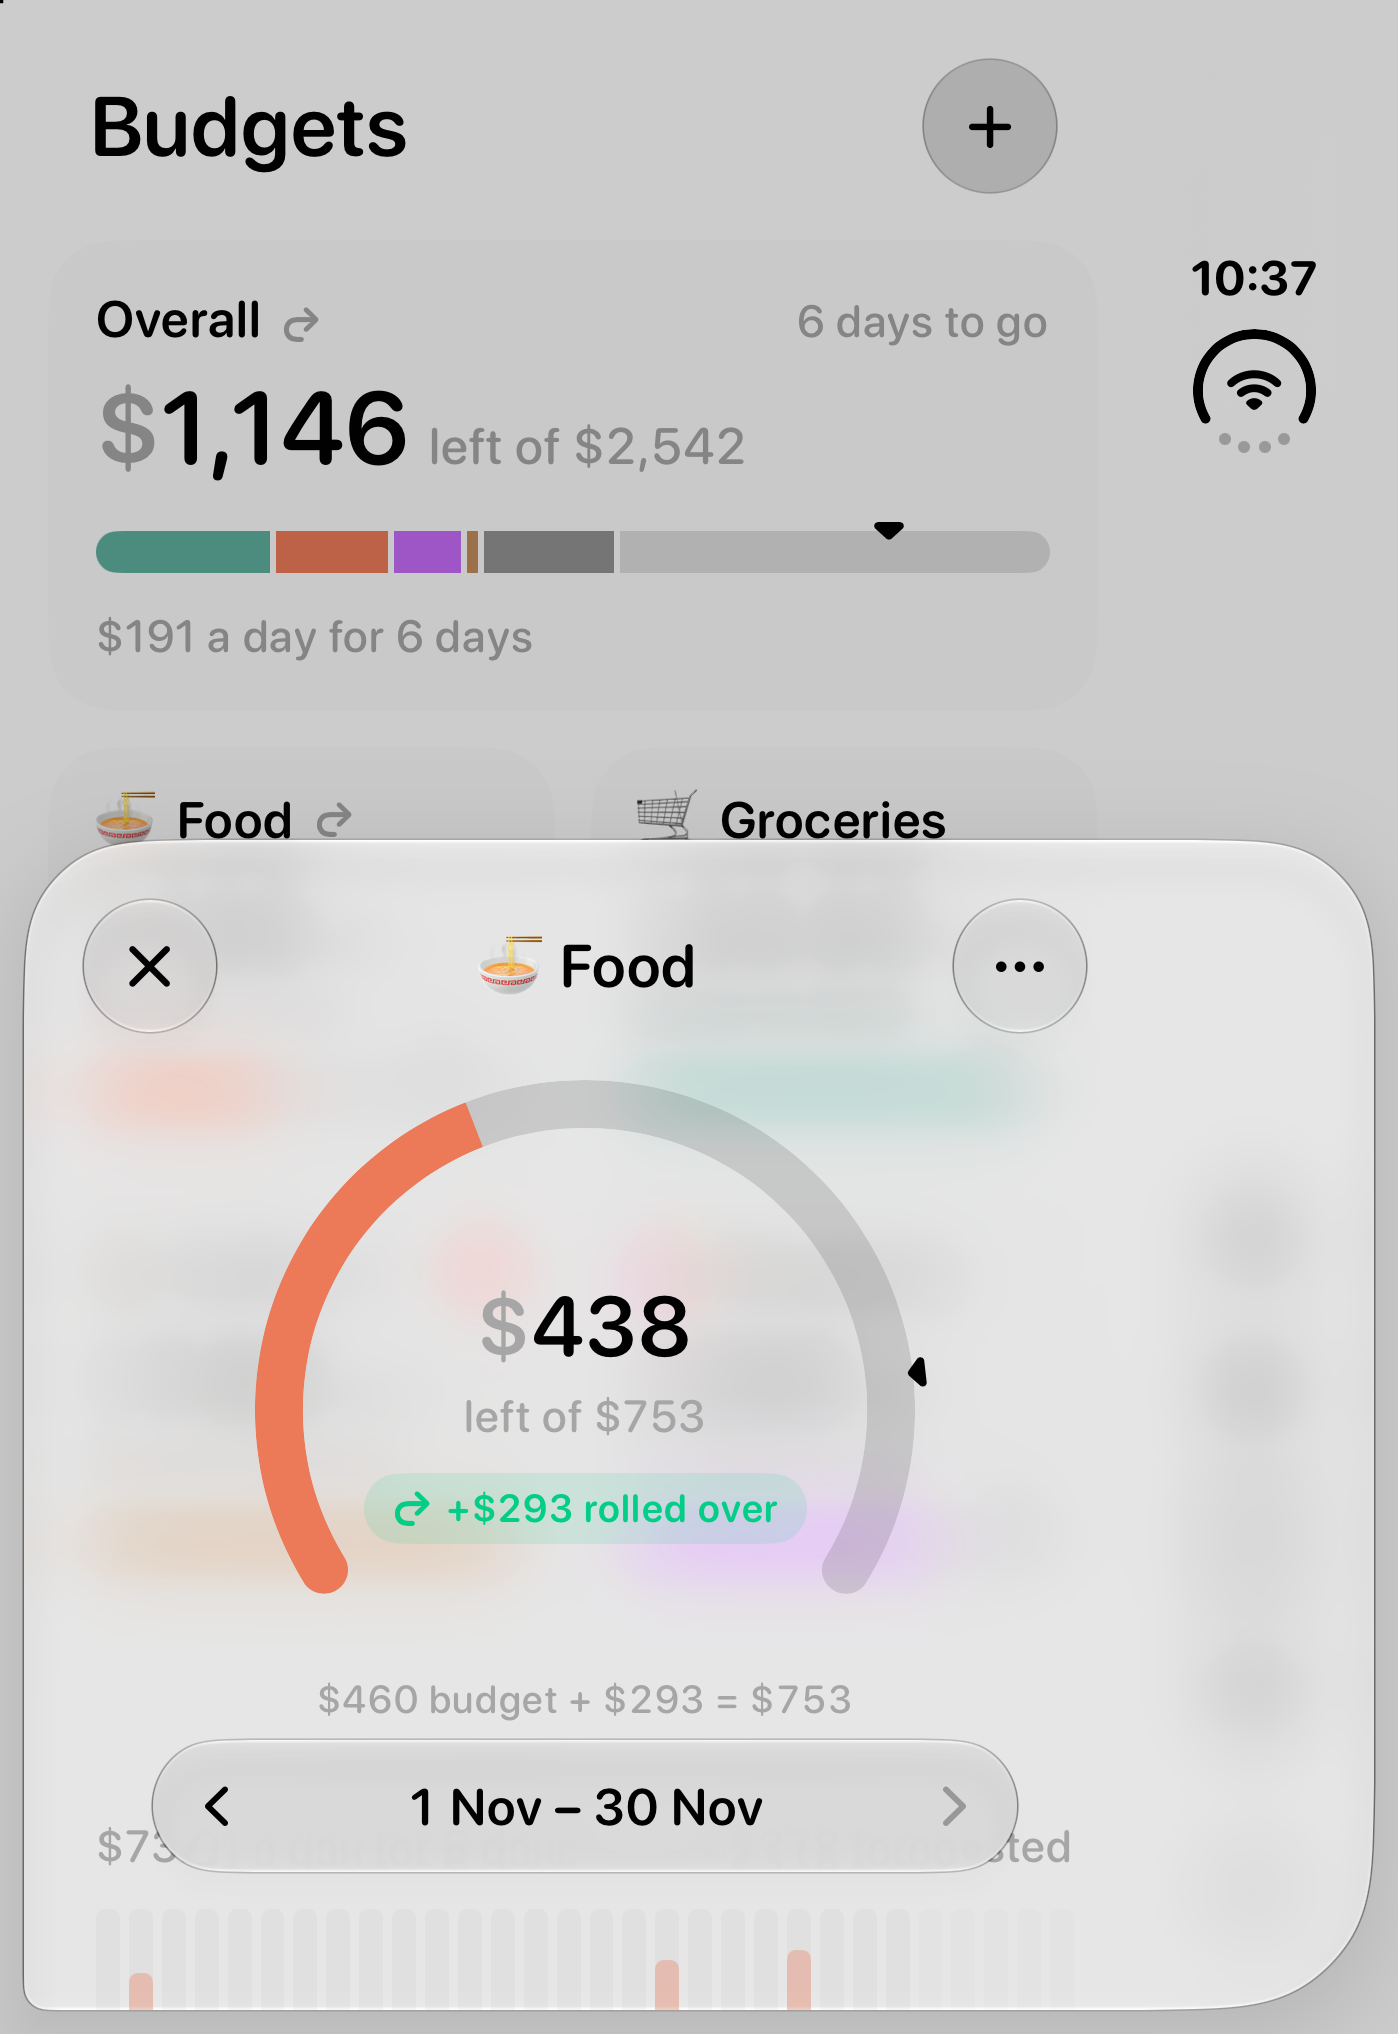 Budgets
10:37
Overall 6 days to go
$1,146 left of $2,542
$191 a day for 6 days
Food Groceries
Food
$438
left of $753
+$293 rolled over
$460 budget + $293 = $753
1 Nov – 30 Nov